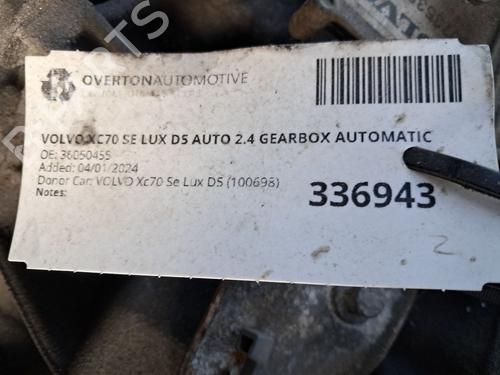 OVERTONAUTOMOTIVE
VOLVO XC70 SE LUX D5 AUTO 2.4 GEARBOX AUTOMATIC
OE: 36050455
Added: 04/01/2024
Donor Car: VOLVO Xc70 Se Lux D5 (100698)
Notes:
336943
2